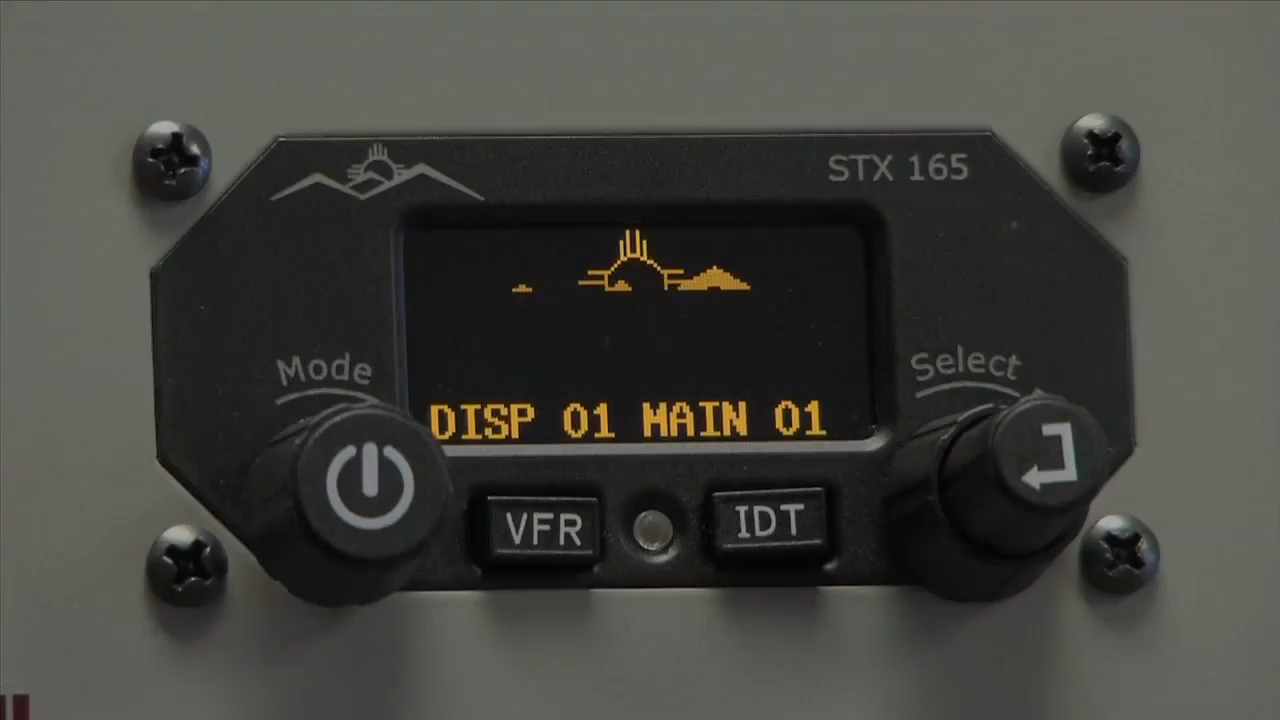 STX 165
Mode
Select
DISP 01 MAIN 01
VFR
IDT